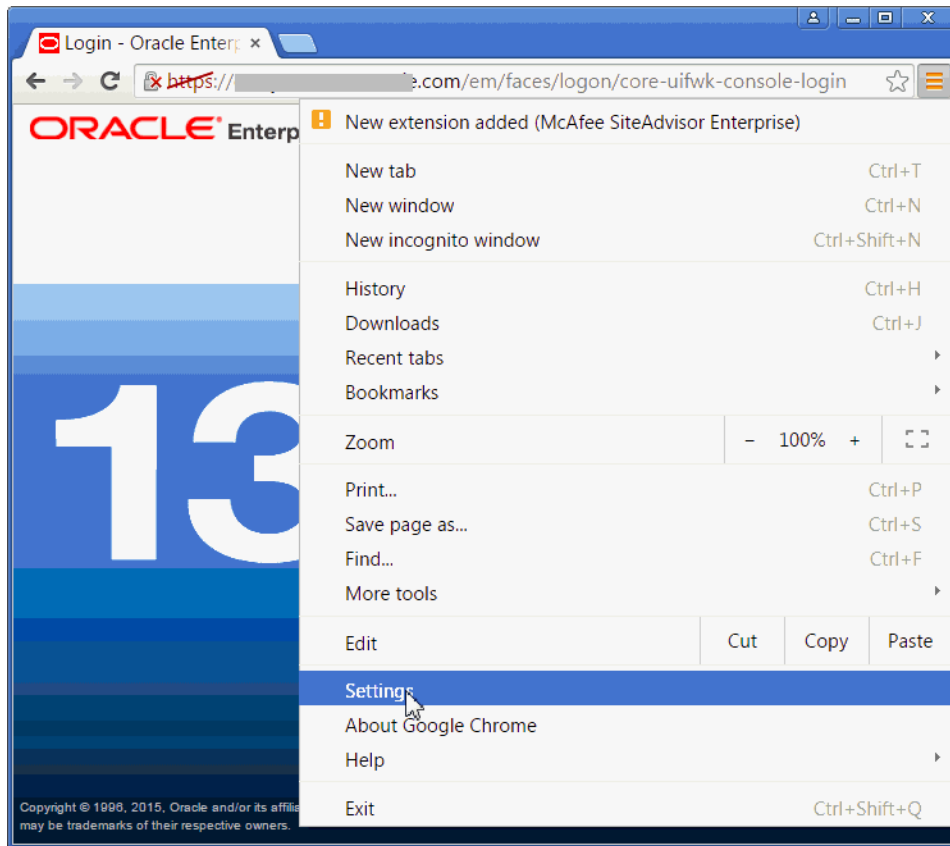 Login - Oracle Enterp
https:// .com/em/faces/logon/core-uifwk-console-login
ORACLE Enterp
New extension added (McAfee SiteAdvisor Enterprise)
New tab Ctrl+T
New window Ctrl+N
New incognito window Ctrl+Shift+N
History Ctrl+H
Downloads Ctrl+J
Recent tabs
Bookmarks
Zoom - 100% +
Print... Ctrl+P
Save page as... Ctrl+S
Find... Ctrl+F
More tools
Edit Cut Copy Paste
Settings
About Google Chrome
Help
Exit Ctrl+Shift+Q
13
Copyright © 1996, 2015, Oracle and/or its affilia
may be trademarks of their respective owners.